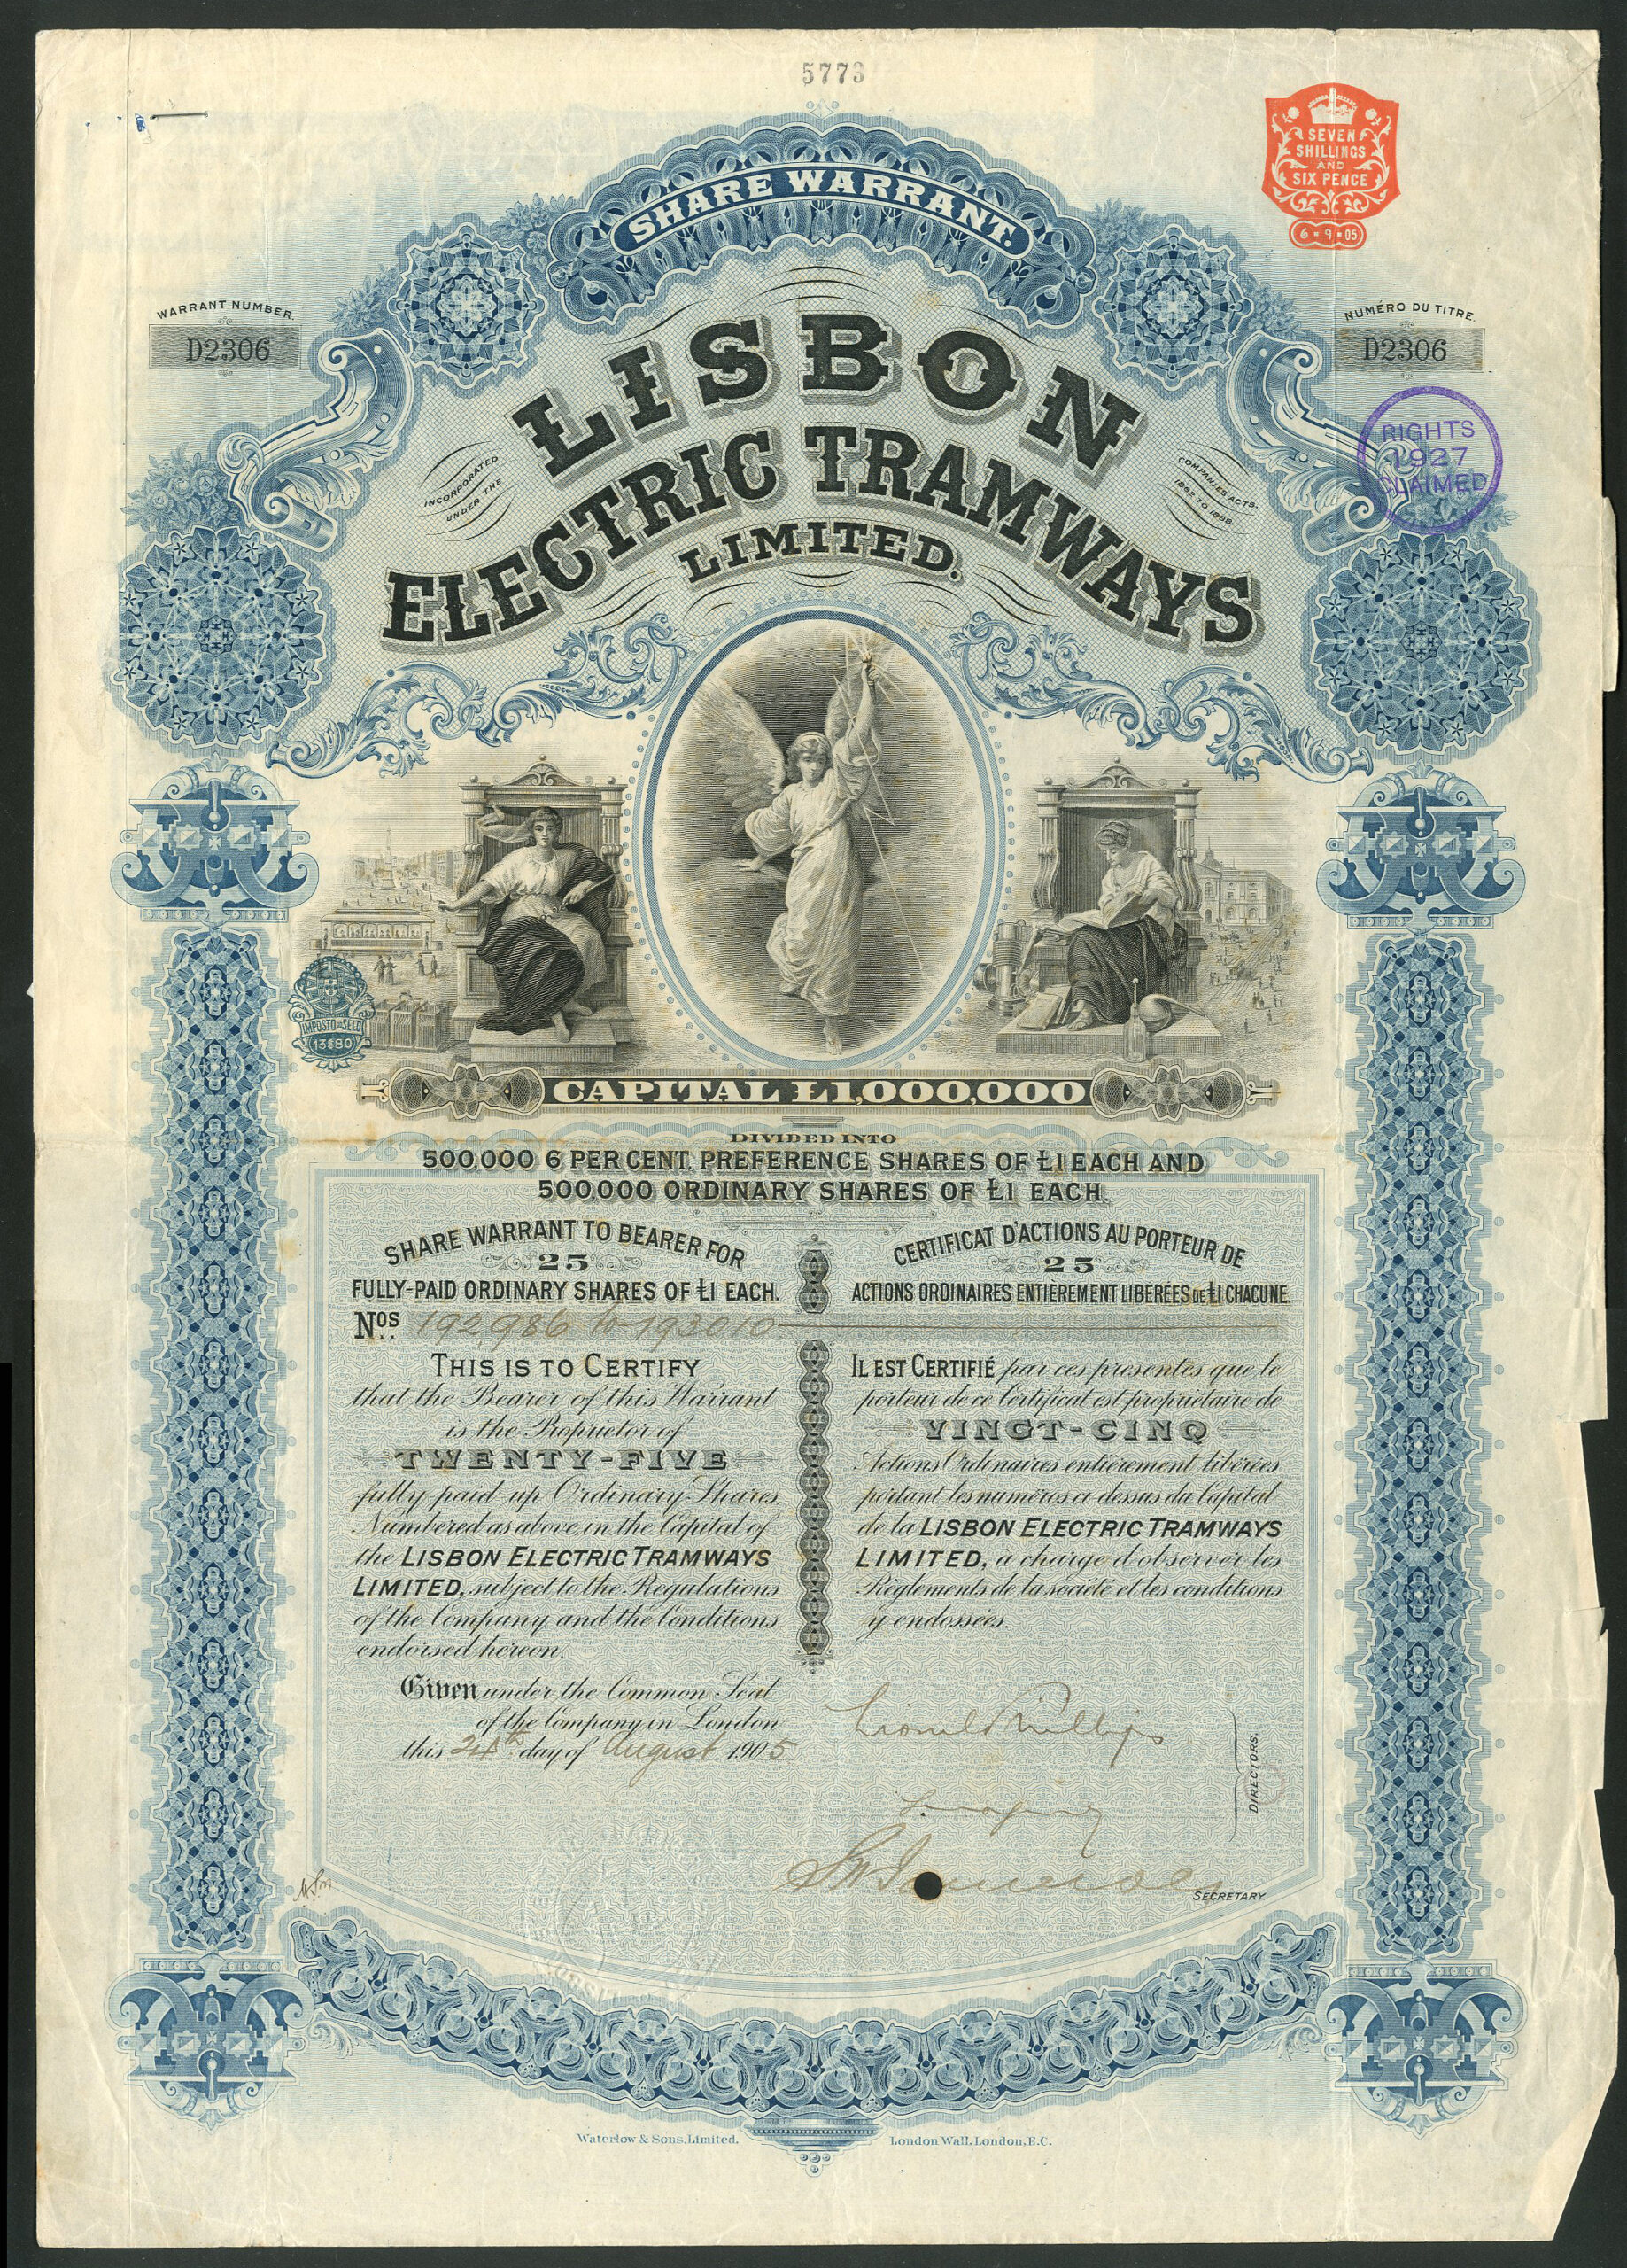 5773
SHARE WARRANT.
SEVEN
SHILLINGS
AND
SIX PENCE
6 9 05
WARRANT NUMBER.
D2306
NUMÉRO DU TITRE.
D2306
RIGHTS
1927
CLAIMED
LISBON
ELECTRIC TRAMWAYS
LIMITED.
INCORPORATED
UNDER THE
COMPANIES ACTS.
1862 TO 1898.
IMPOSTO DO SELO
13$80
CAPITAL £1,000,000
DIVIDED INTO
500,000 6 PER CENT. PREFERENCE SHARES OF £1 EACH AND
500,000 ORDINARY SHARES OF £1 EACH.
SHARE WARRANT TO BEARER FOR
25
FULLY-PAID ORDINARY SHARES OF £1 EACH.
Nos. 192,986 to 193010.
THIS IS TO CERTIFY
that the Bearer of this Warrant
is the Proprietor of
TWENTY-FIVE
fully paid up Ordinary Shares,
Numbered as above, in the Capital of
the LISBON ELECTRIC TRAMWAYS
LIMITED, subject to the Regulations
of the Company and the Conditions
endorsed hereon.
Given under the Common Seal
of the Company in London
this 24th day of August 1905
CERTIFICAT D'ACTIONS AU PORTEUR DE
25
ACTIONS ORDINAIRES ENTIÈREMENT LIBERÉES DE £1 CHACUNE.
IL EST CERTIFIÉ par ces presentes que le
porteur de ce Certificat est propriétaire de
VINGT-CINQ
Actions Ordinaires entièrement libérées
portant les numéros ci-dessus du Capital
de la LISBON ELECTRIC TRAMWAYS
LIMITED, à charge d'observer les
Règlements de la société et les conditions
y endossées.
Lionel Phillips
DIRECTORS.
SECRETARY
Waterlow & Sons, Limited.
London Wall, London, E.C.